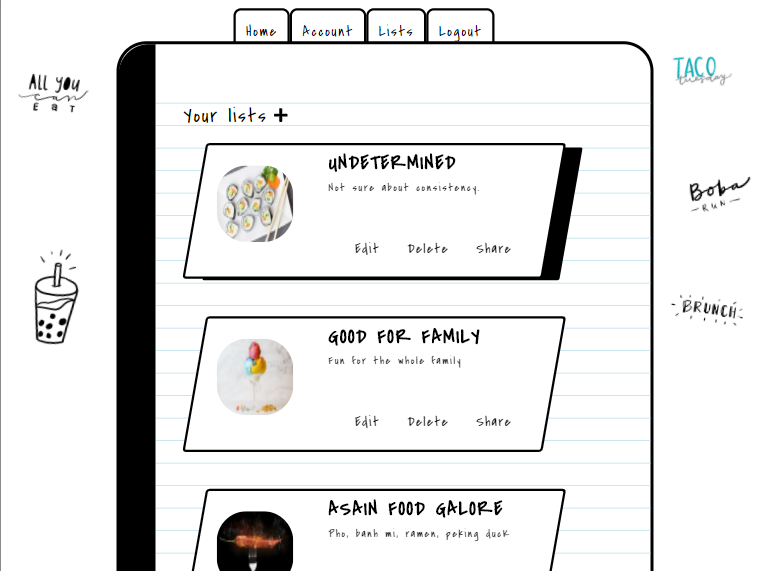 Home Account Lists Logout
ALL YOU
can
EAT
TACO
tuesday
Your lists +
UNDETERMINED
Not sure about consistency.
Edit Delete Share
Boba
-RUN-
GOOD FOR FAMILY
Fun for the whole family
Edit Delete Share
BRUNCH
ASAIN FOOD GALORE
Pho, banh mi, ramen, peking duck